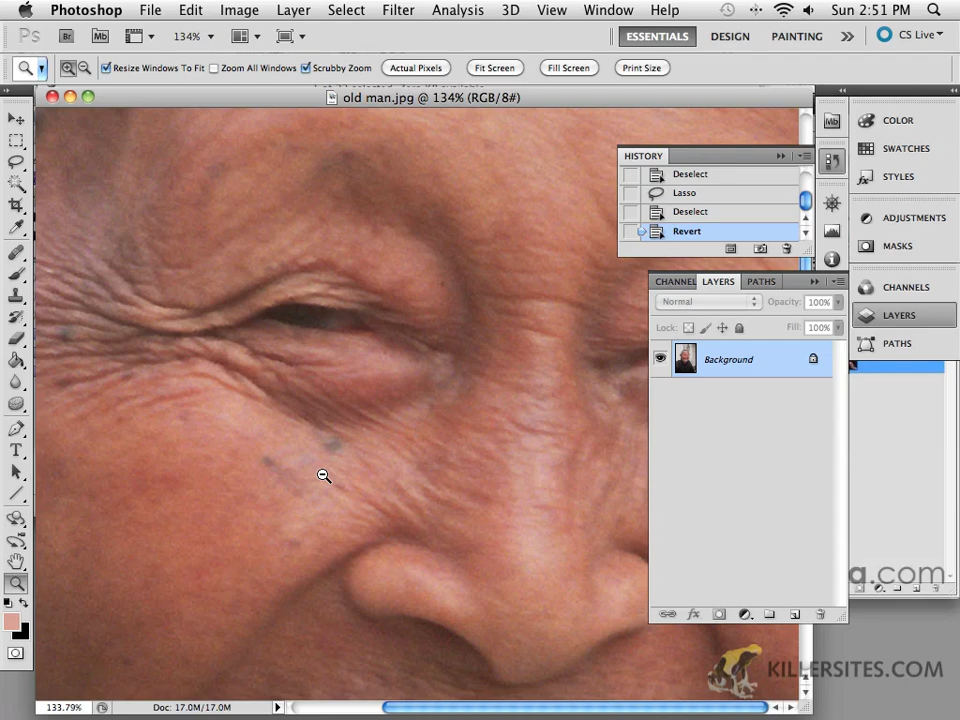 Photoshop File Edit Image Layer Select Filter Analysis 3D View Window Help Sun 2:51 PM
Ps Br Mb 134% ESSENTIALS DESIGN PAINTING CS Live
Resize Windows To Fit Zoom All Windows Scrubby Zoom Actual Pixels Fit Screen Fill Screen Print Size
old man.jpg @ 134% (RGB/8#)
Mb COLOR
SWATCHES
STYLES
ADJUSTMENTS
MASKS
CHANNELS
LAYERS
PATHS
HISTORY
Deselect
Lasso
Deselect
Revert
CHANNEL LAYERS PATHS
Normal Opacity: 100%
Lock: Fill: 100%
Background
fx
a.com
KILLERSITES.COM
133.79% Doc: 17.0M/17.0M